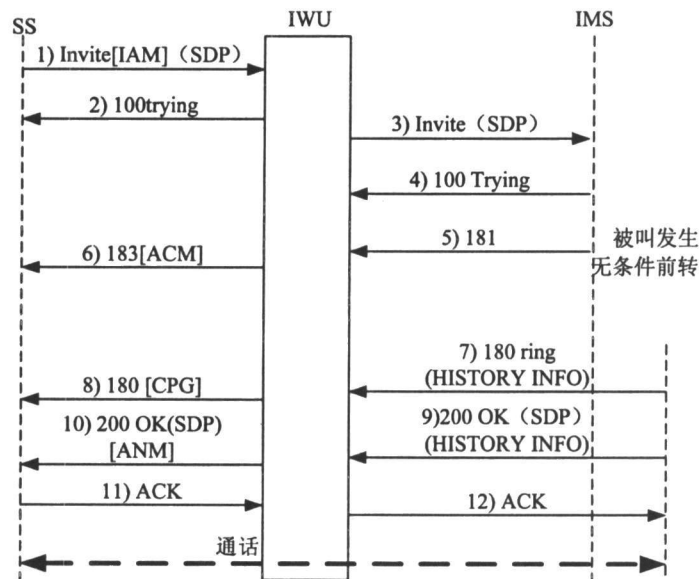 SS
IWU
IMS
1) Invite[IAM]（SDP）
2) 100trying
3) Invite（SDP）
4) 100 Trying
5) 181
被叫发生
无条件前转
6) 183[ACM]
7) 180 ring
(HISTORY INFO)
8) 180 [CPG]
9)200 OK（SDP）
(HISTORY INFO)
10) 200 OK(SDP)
[ANM]
11) ACK
12) ACK
通话